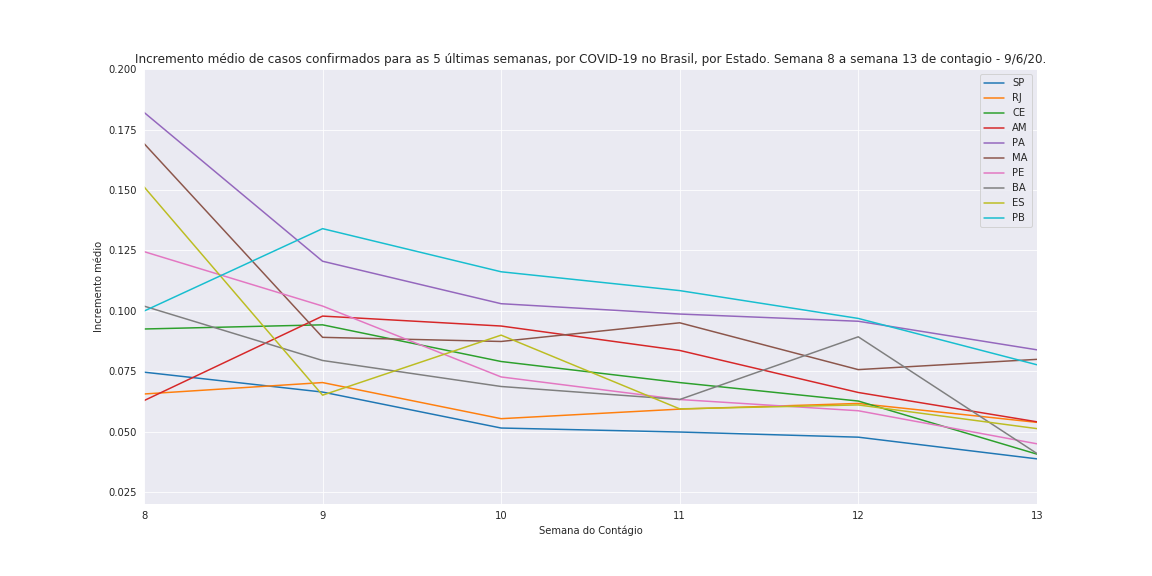 Incremento médio de casos confirmados para as 5 últimas semanas, por COVID-19 no Brasil, por Estado. Semana 8 a semana 13 de contagio - 9/6/20.
0.200
0.175
0.150
0.125
0.100
0.075
0.050
0.025
Incremento médio
SP
RJ
CE
AM
PA
MA
PE
BA
ES
PB
8 9 10 11 12 13
Semana do Contágio